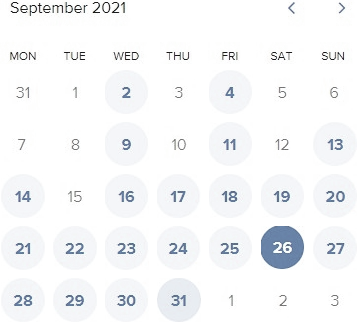 September 2021
MON TUE WED THU FRI SAT SUN
31 1 2 3 4 5 6
7 8 9 10 11 12 13
14 15 16 17 18 19 20
21 22 23 24 25 26 27
28 29 30 31 1 2 3